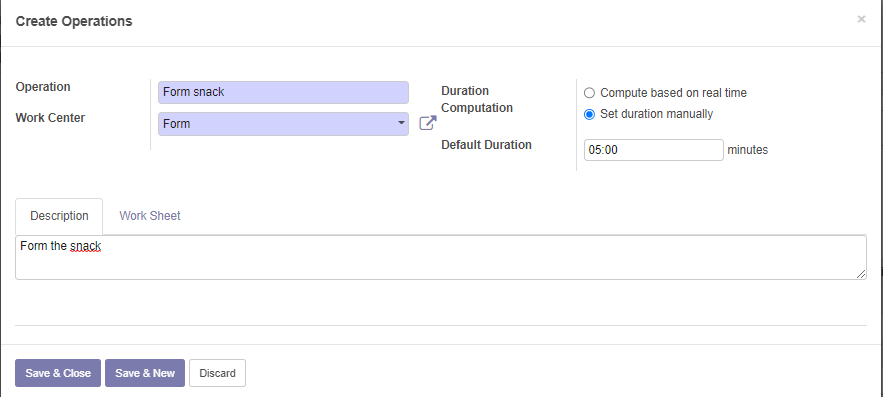 Create Operations
×
Operation
Form snack
Work Center
Form
Duration
Computation
Compute based on real time
Set duration manually
Default Duration
05:00 minutes
Description
Work Sheet
Form the snack
Save & Close
Save & New
Discard